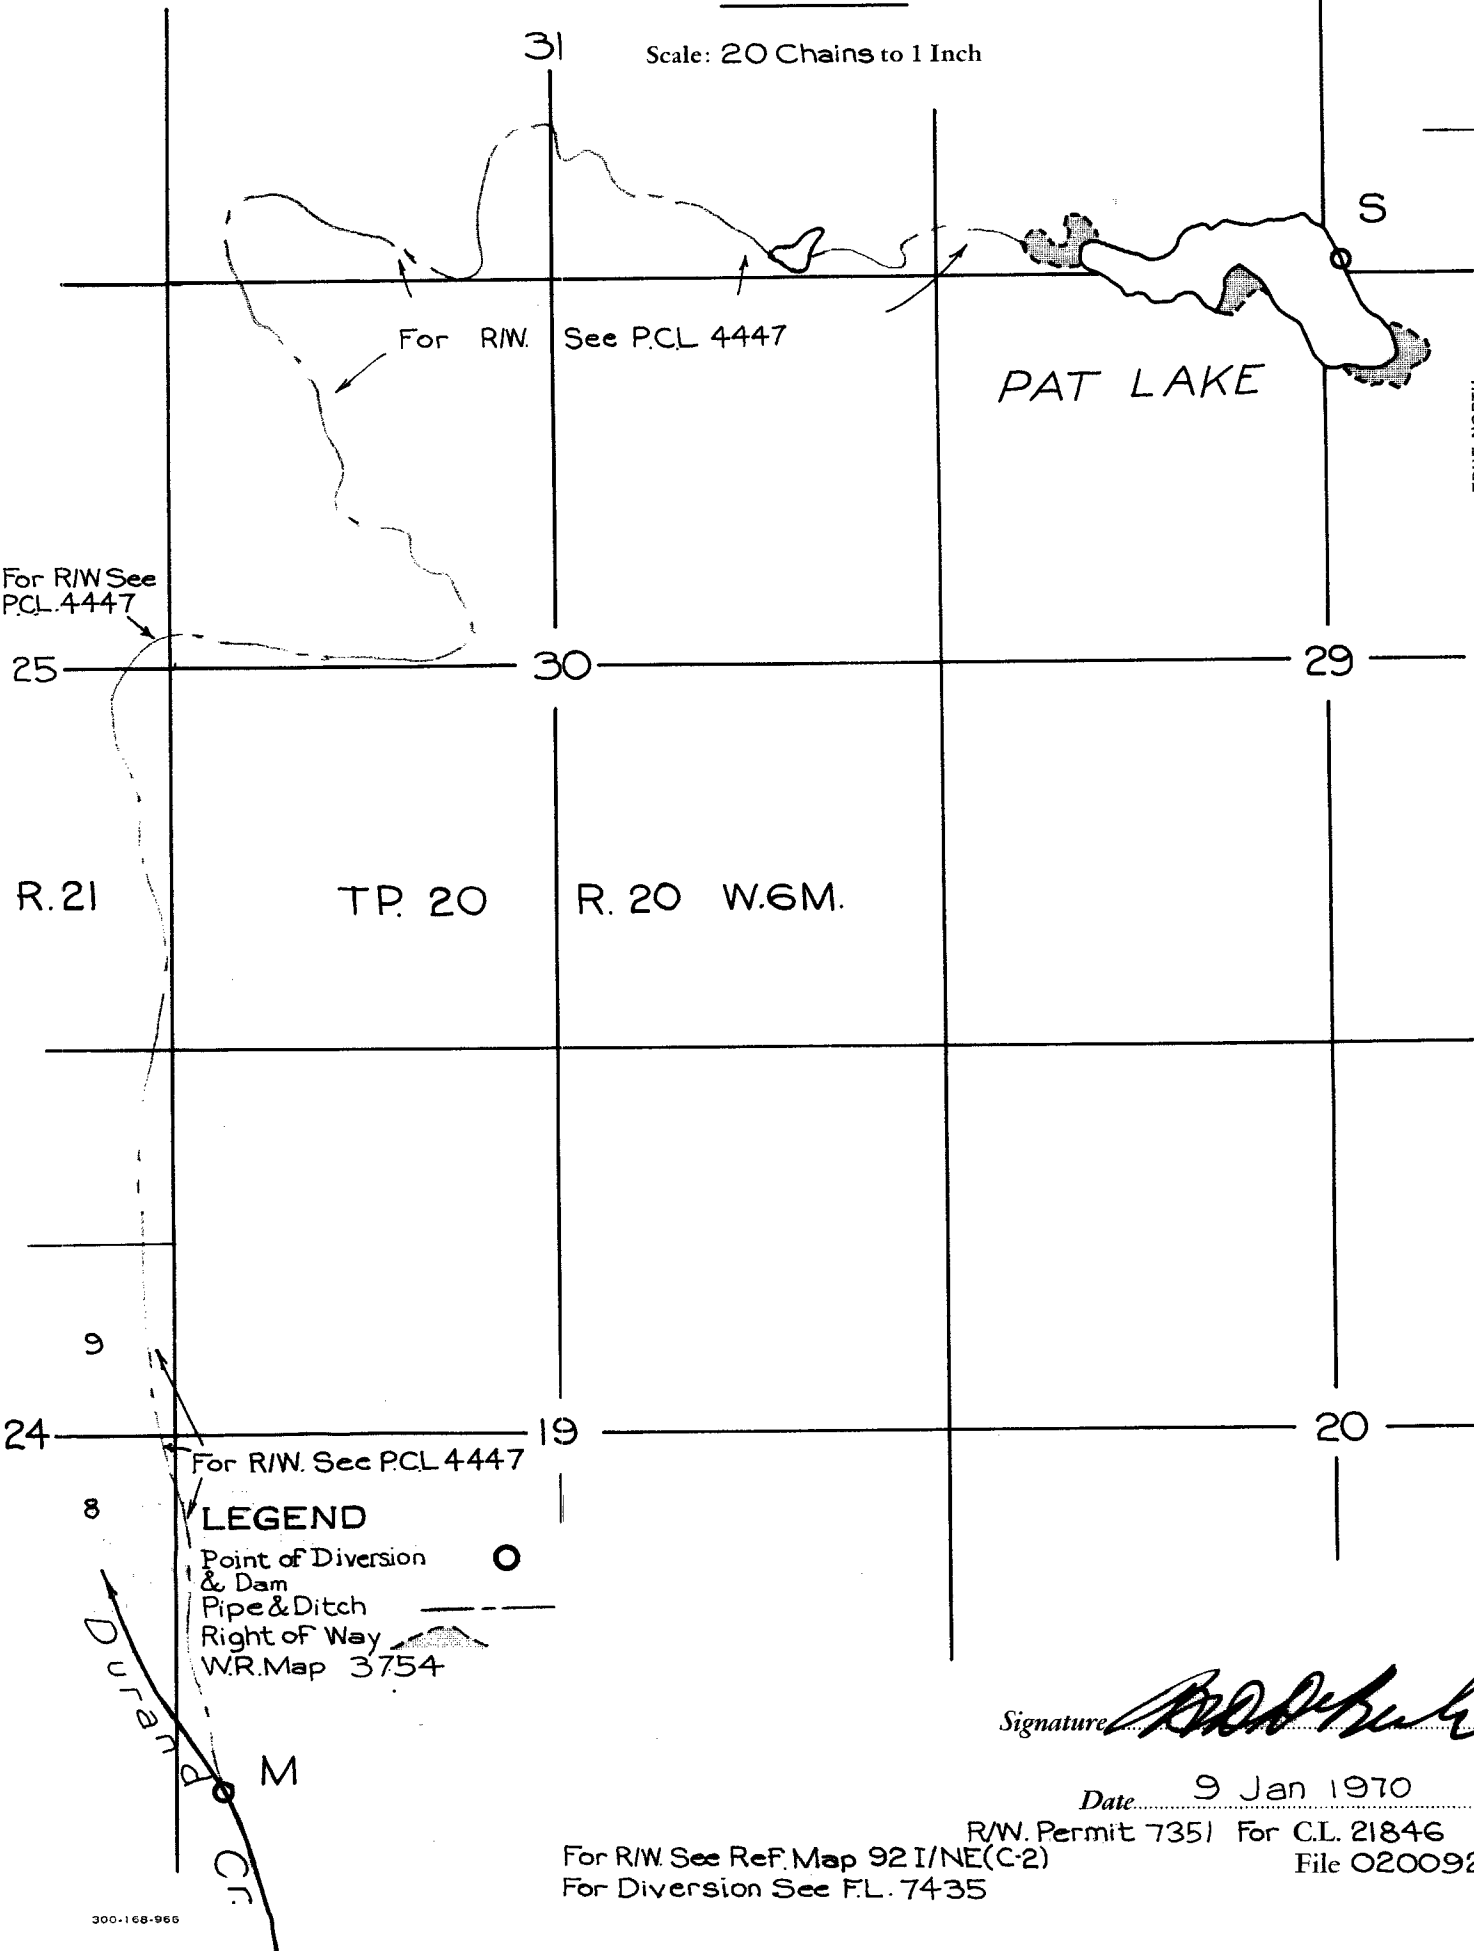 31
Scale: 20 Chains to 1 Inch
S
For R/W. See P.C.L 4447
PAT LAKE
For R/W See
P.C.L. 4447
25
30
29
R. 21
TP. 20 R. 20 W.6M.
9
24
19
20
For R/W. See P.C.L 4447
8
LEGEND
Point of Diversion
& Dam
Pipe & Ditch
Right of Way
W.R. Map 3754
Durand Cr.
M
Signature
Date 9 Jan 1970
R/W. Permit 7351 For C.L. 21846
File 020092
For R/W. See Ref. Map 92 I/NE (C-2)
For Diversion See F.L. 7435
300-168-966